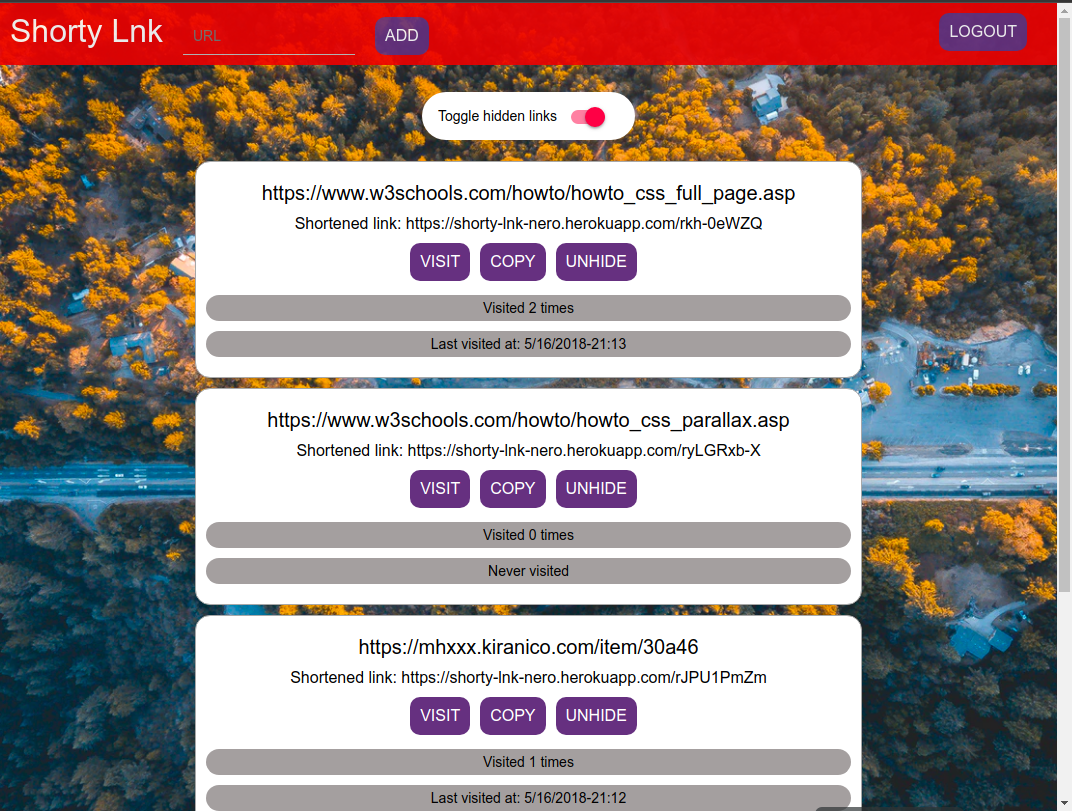 Shorty Lnk URL ADD LOGOUT
Toggle hidden links
https://www.w3schools.com/howto/howto_css_full_page.asp
Shortened link: https://shorty-lnk-nero.herokuapp.com/rkh-0eWZQ
VISIT COPY UNHIDE
Visited 2 times
Last visited at: 5/16/2018-21:13
https://www.w3schools.com/howto/howto_css_parallax.asp
Shortened link: https://shorty-lnk-nero.herokuapp.com/ryLGRxb-X
VISIT COPY UNHIDE
Visited 0 times
Never visited
https://mhxxx.kiranico.com/item/30a46
Shortened link: https://shorty-lnk-nero.herokuapp.com/rJPU1PmZm
VISIT COPY UNHIDE
Visited 1 times
Last visited at: 5/16/2018-21:12